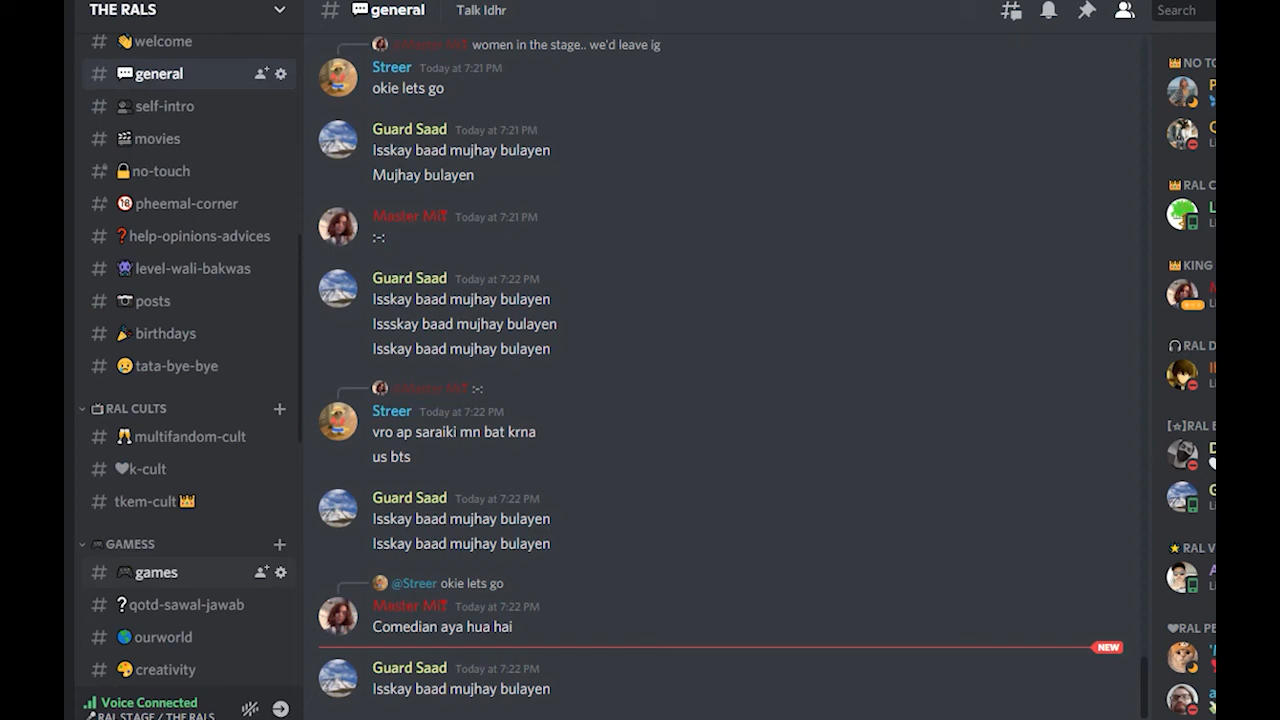 THE RALS
general
Talk Idhr
Search
welcome
general
self-intro
movies
no-touch
pheemal-corner
help-opinions-advices
level-wali-bakwas
posts
birthdays
tata-bye-bye
RAL CULTS
multifandom-cult
k-cult
tkem-cult
GAMESS
games
qotd-sawal-jawab
ourworld
creativity
Voice Connected
RAL STAGE / THE RALS
women in the stage.. we'd leave ig
Streer Today at 7:21 PM
okie lets go
Guard Saad Today at 7:21 PM
Isskay baad mujhay bulayen
Mujhay bulayen
Today at 7:21 PM
:-:
Guard Saad Today at 7:22 PM
Isskay baad mujhay bulayen
Issskay baad mujhay bulayen
Isskay baad mujhay bulayen
:-:
Streer Today at 7:22 PM
vro ap saraiki mn bat krna
us bts
Guard Saad Today at 7:22 PM
Isskay baad mujhay bulayen
Isskay baad mujhay bulayen
@Streer okie lets go
Today at 7:22 PM
Comedian aya hua hai
NEW
Guard Saad Today at 7:22 PM
Isskay baad mujhay bulayen
NO TO
RAL C
KING
RAL D
RAL E
RAL V
RAL PE